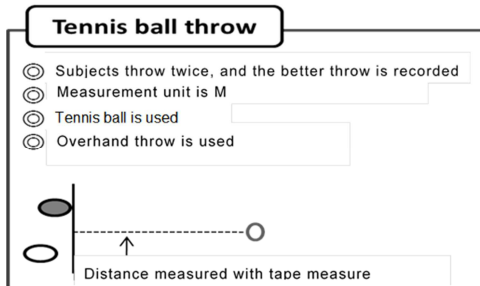 Tennis ball throw
Subjects throw twice, and the better throw is recorded
Measurement unit is M
Tennis ball is used
Overhand throw is used
Distance measured with tape measure